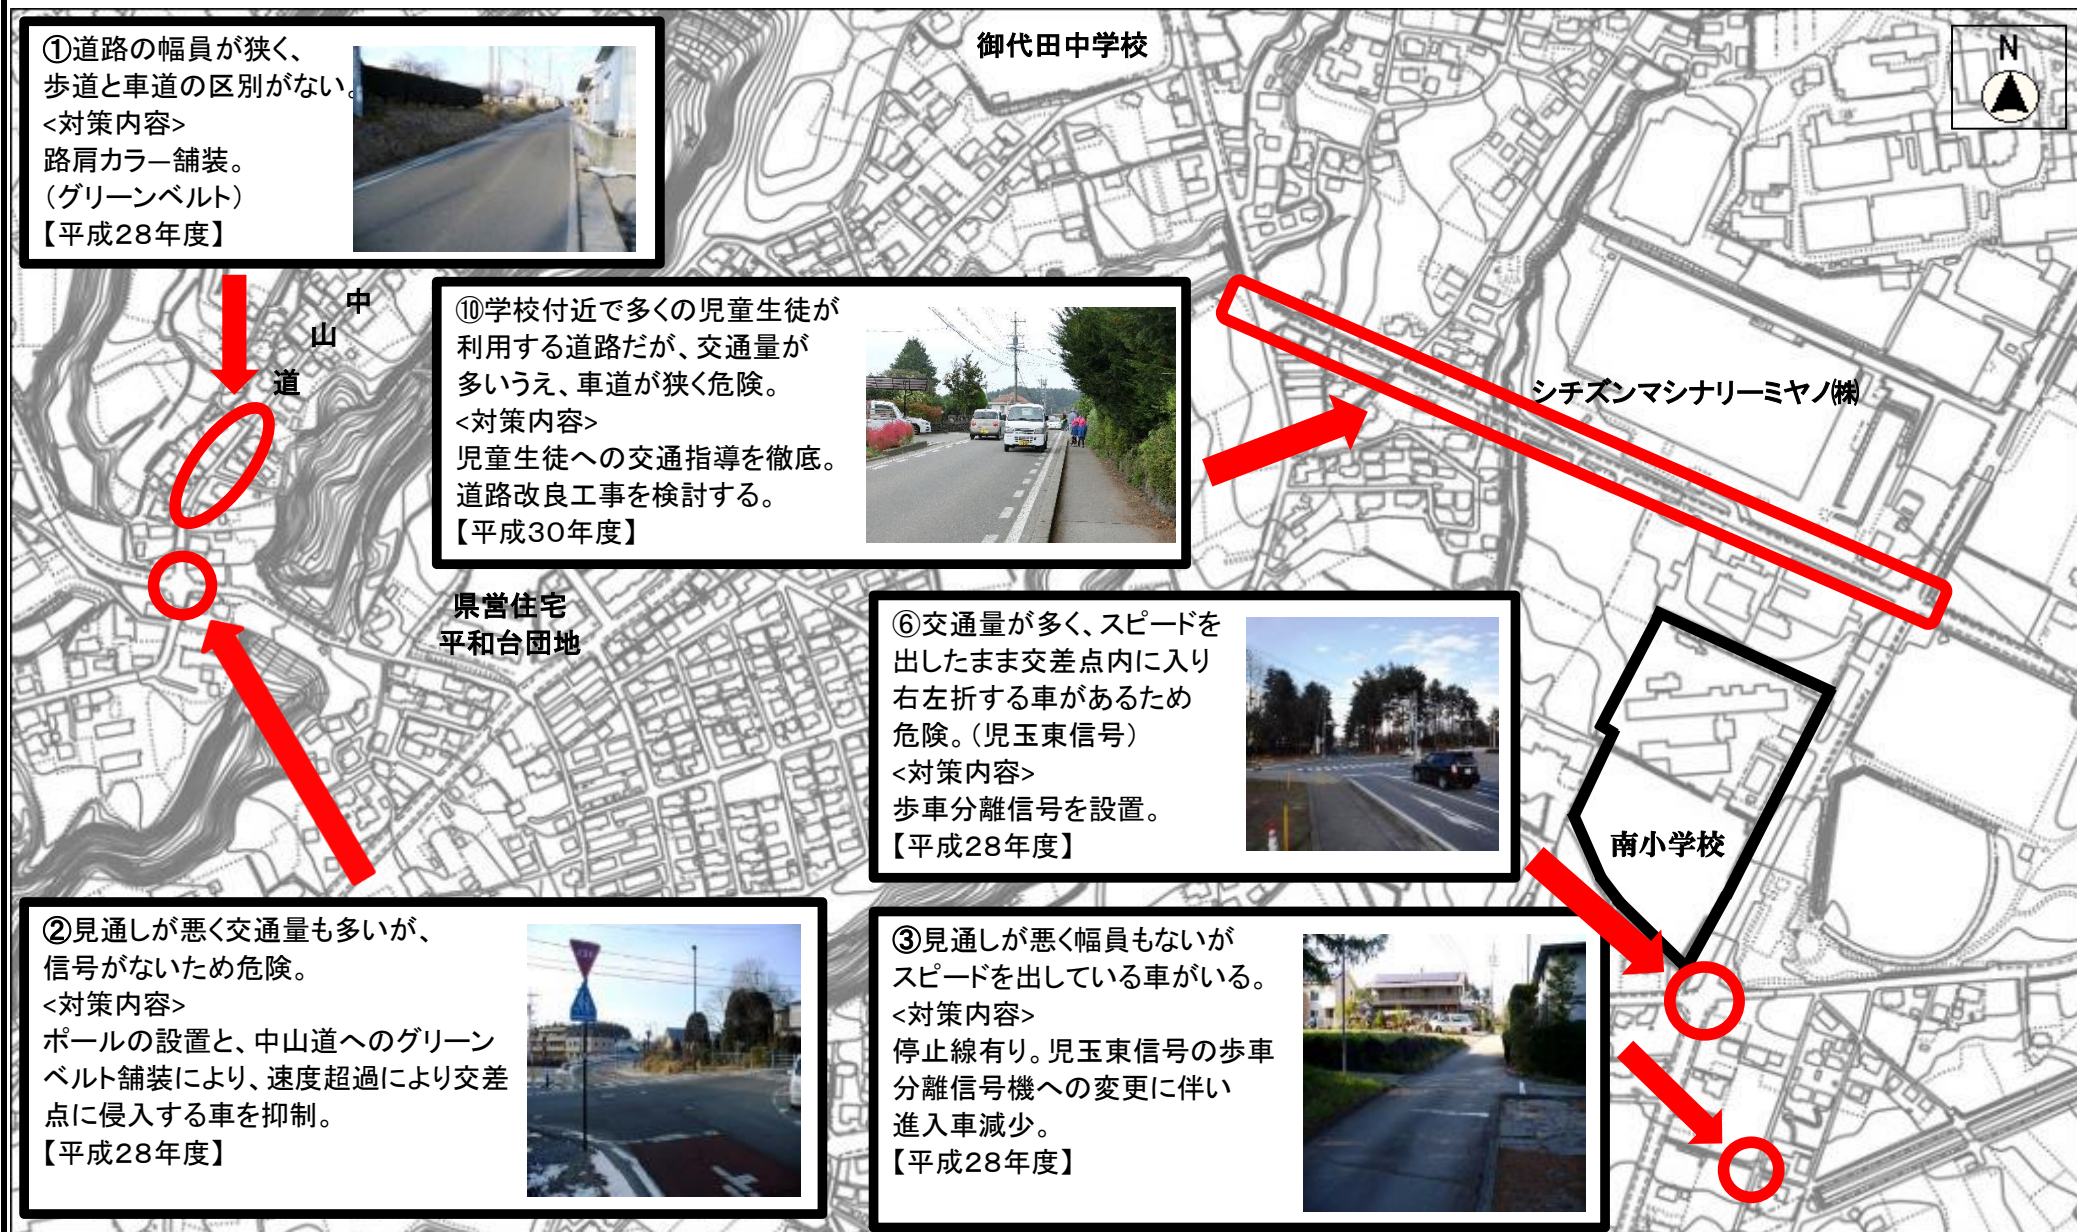 ①道路の幅員が狭く、
歩道と車道の区別がない。
<対策内容>
路肩カラー舗装。
(グリーンベルト)
【平成28年度】
御代田中学校
N
中
山
道
⑩学校付近で多くの児童生徒が
利用する道路だが、交通量が
多いうえ、車道が狭く危険。
<対策内容>
児童生徒への交通指導を徹底。
道路改良工事を検討する。
【平成30年度】
シチズンマシナリーミヤノ㈱
県営住宅
平和台団地
⑥交通量が多く、スピードを
出したまま交差点内に入り
右左折する車があるため
危険。(児玉東信号)
<対策内容>
歩車分離信号を設置。
【平成28年度】
南小学校
②見通しが悪く交通量も多いが、
信号がないため危険。
<対策内容>
ポールの設置と、中山道へのグリーン
ベルト舗装により、速度超過により交差
点に侵入する車を抑制。
【平成28年度】
③見通しが悪く幅員もないが
スピードを出している車がいる。
<対策内容>
停止線有り。児玉東信号の歩車
分離信号機への変更に伴い
進入車減少。
【平成28年度】